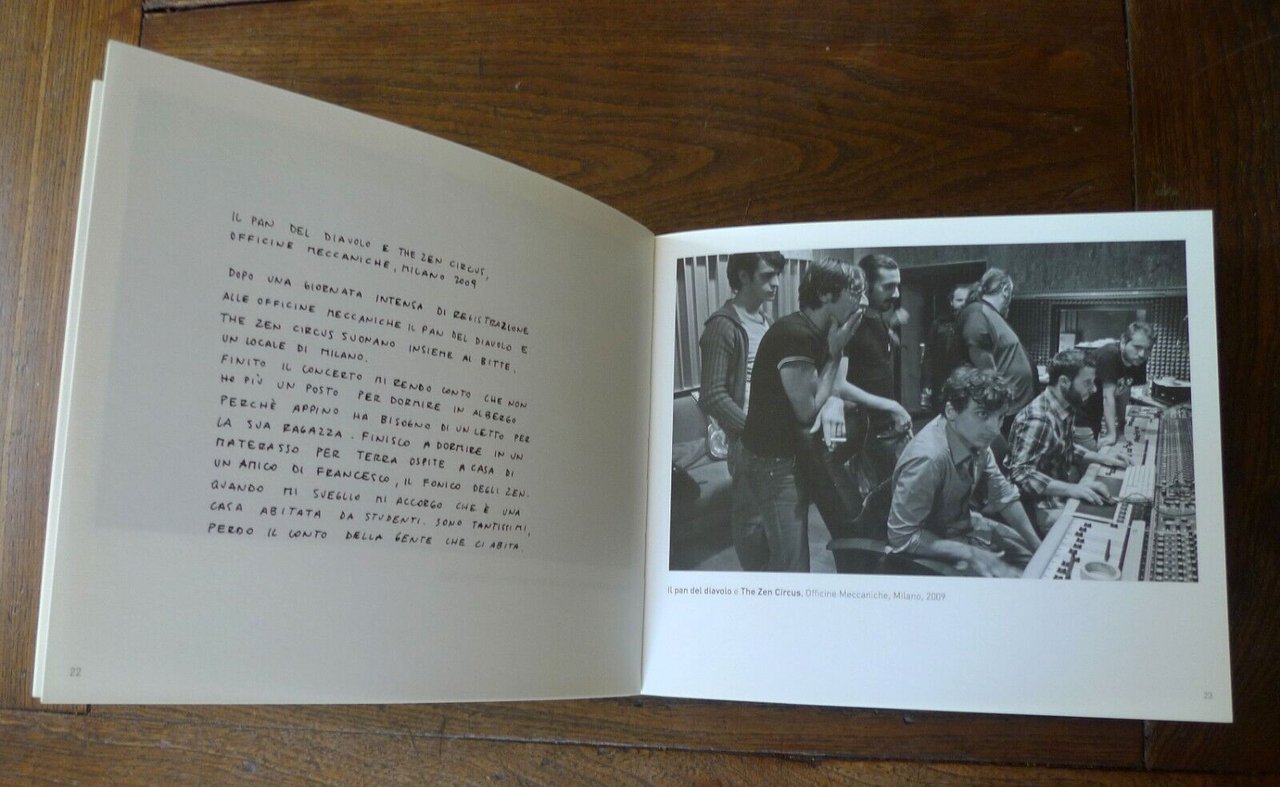 IL PAN DEL DIAVOLO E THE ZEN CIRCUS,
OFFICINE MECCANICHE, MILANO 2009
DOPO UNA GIORNATA INTENSA DI REGISTRAZIONE
ALLE OFFICINE MECCANICHE IL PAN DEL DIAVOLO E
THE ZEN CIRCUS SUONANO INSIEME AL BITTE,
UN LOCALE DI MILANO.
FINITO IL CONCERTO MI RENDO CONTO CHE NON
HO PIÙ UN POSTO PER DORMIRE IN ALBERGO
PERCHÈ APPINO HA BISOGNO DI UN LETTO PER
LA SUA RAGAZZA. FINISCO A DORMIRE IN UN
MATERASSO PER TERRA OSPITE A CASA DI
UN AMICO DI FRANCESCO, IL FONICO DEGLI ZEN.
QUANDO MI SVEGLIO MI ACCORGO CHE È UNA
CASA ABITATA DA STUDENTI. SONO TANTISSIMI,
PERDO IL CONTO DELLA GENTE CHE CI ABITA.
22
Il pan del diavolo e The Zen Circus, Officine Meccaniche, Milano, 2009
23